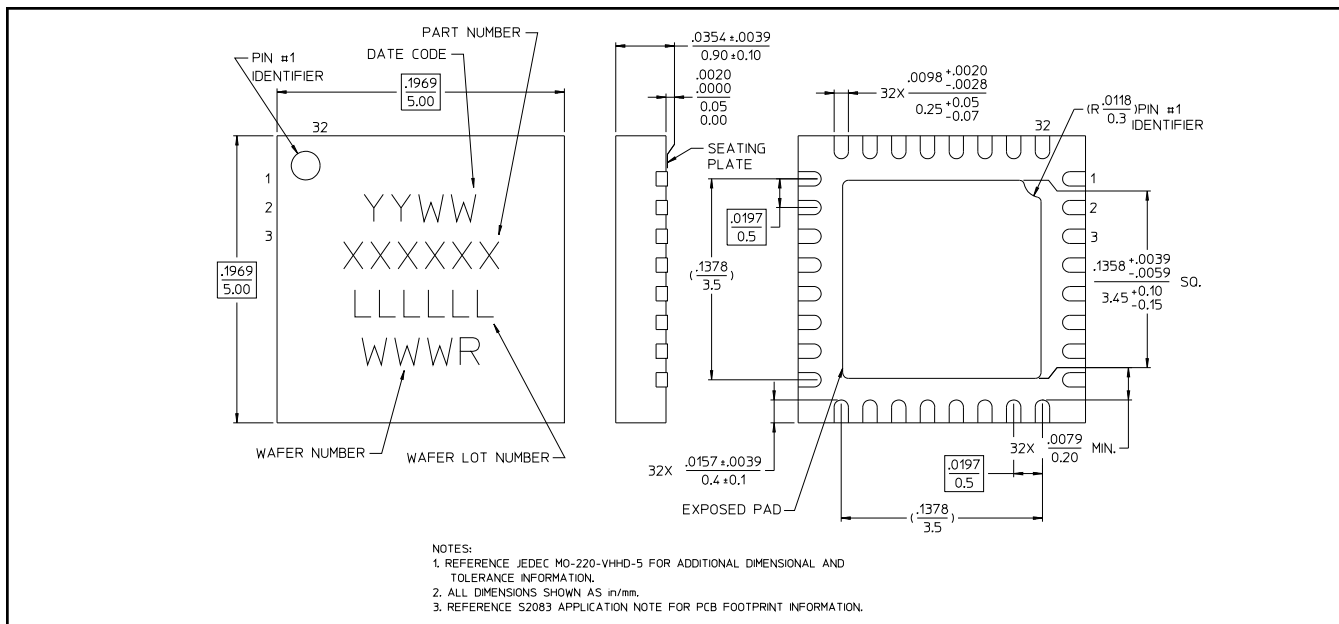 PART NUMBER
DATE CODE
PIN #1
IDENTIFIER
.1969
5.00
32
1
2
3
.1969
5.00
YYWW
XXXXXX
LLLLLL
WWWR
WAFER NUMBER
WAFER LOT NUMBER
.0354 ±.0039
0.90 ±0.10
.0020
.0000
0.05
0.00
SEATING
PLATE
32X .0098 +.0020 -.0028
0.25 +0.05 -0.07
32
(R .0118 0.3) PIN #1
IDENTIFIER
1
2
3
.0197
0.5
(.1378 3.5)
.1358 +.0039 -.0059
3.45 +0.10 -0.15
SQ.
32X .0157 ±.0039
0.4 ±0.1
EXPOSED PAD
32X .0079
0.20
MIN.
.0197
0.5
(.1378 3.5)
NOTES:
1. REFERENCE JEDEC MO-220-VHHD-5 FOR ADDITIONAL DIMENSIONAL AND
TOLERANCE INFORMATION.
2. ALL DIMENSIONS SHOWN AS in/mm.
3. REFERENCE S2083 APPLICATION NOTE FOR PCB FOOTPRINT INFORMATION.